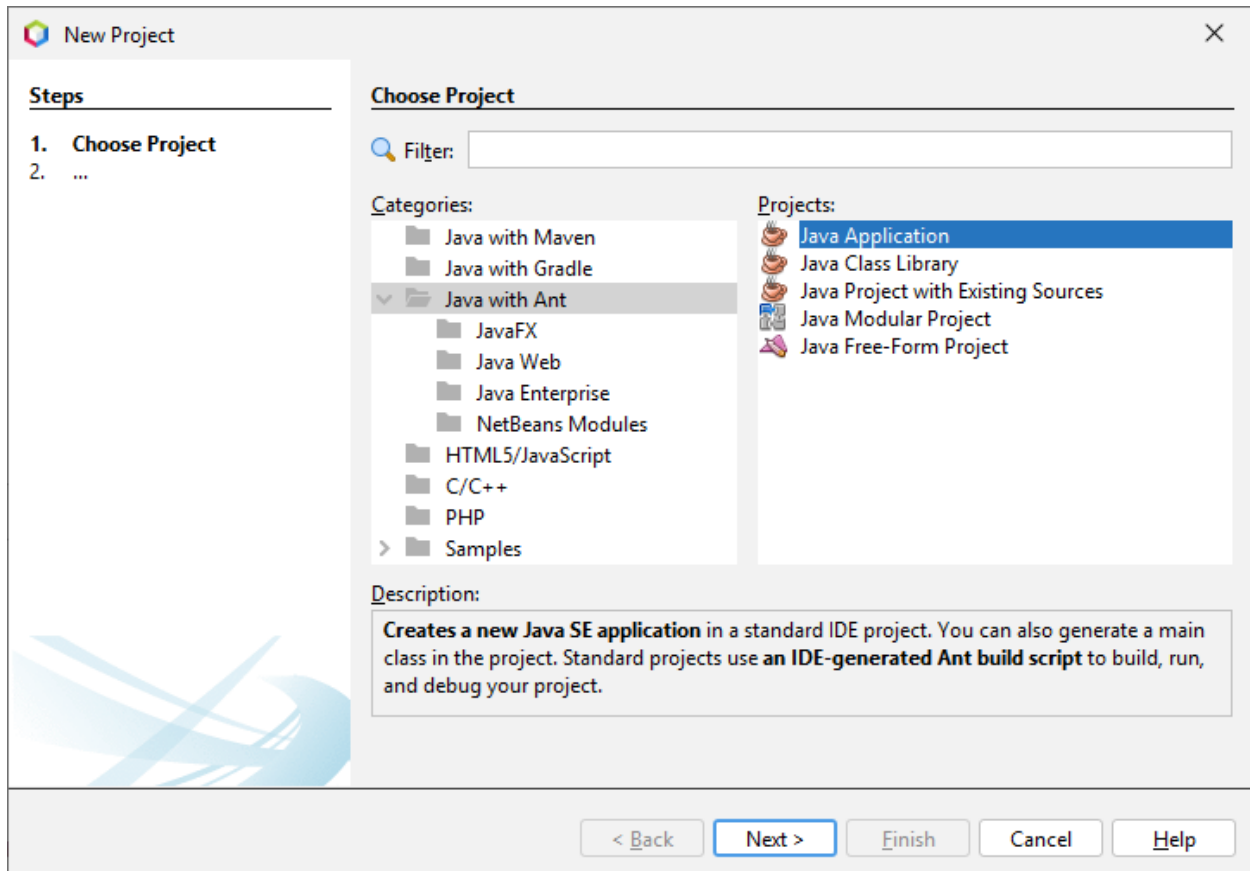 New Project
Steps
1. Choose Project
2. ...
Choose Project
Filter:
Categories:
Java with Maven
Java with Gradle
Java with Ant
JavaFX
Java Web
Java Enterprise
NetBeans Modules
HTML5/JavaScript
C/C++
PHP
Samples
Projects:
Java Application
Java Class Library
Java Project with Existing Sources
Java Modular Project
Java Free-Form Project
Description:
Creates a new Java SE application in a standard IDE project. You can also generate a main
class in the project. Standard projects use an IDE-generated Ant build script to build, run,
and debug your project.
< Back Next > Finish Cancel Help